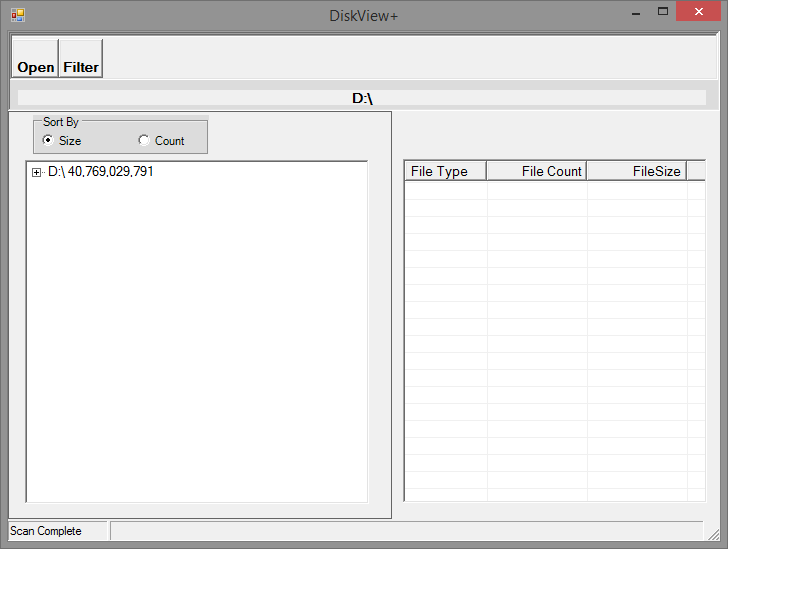 DiskView+
Open Filter
D:\
Sort By
Size Count
D:\ 40,769,029,791
File Type File Count FileSize
Scan Complete